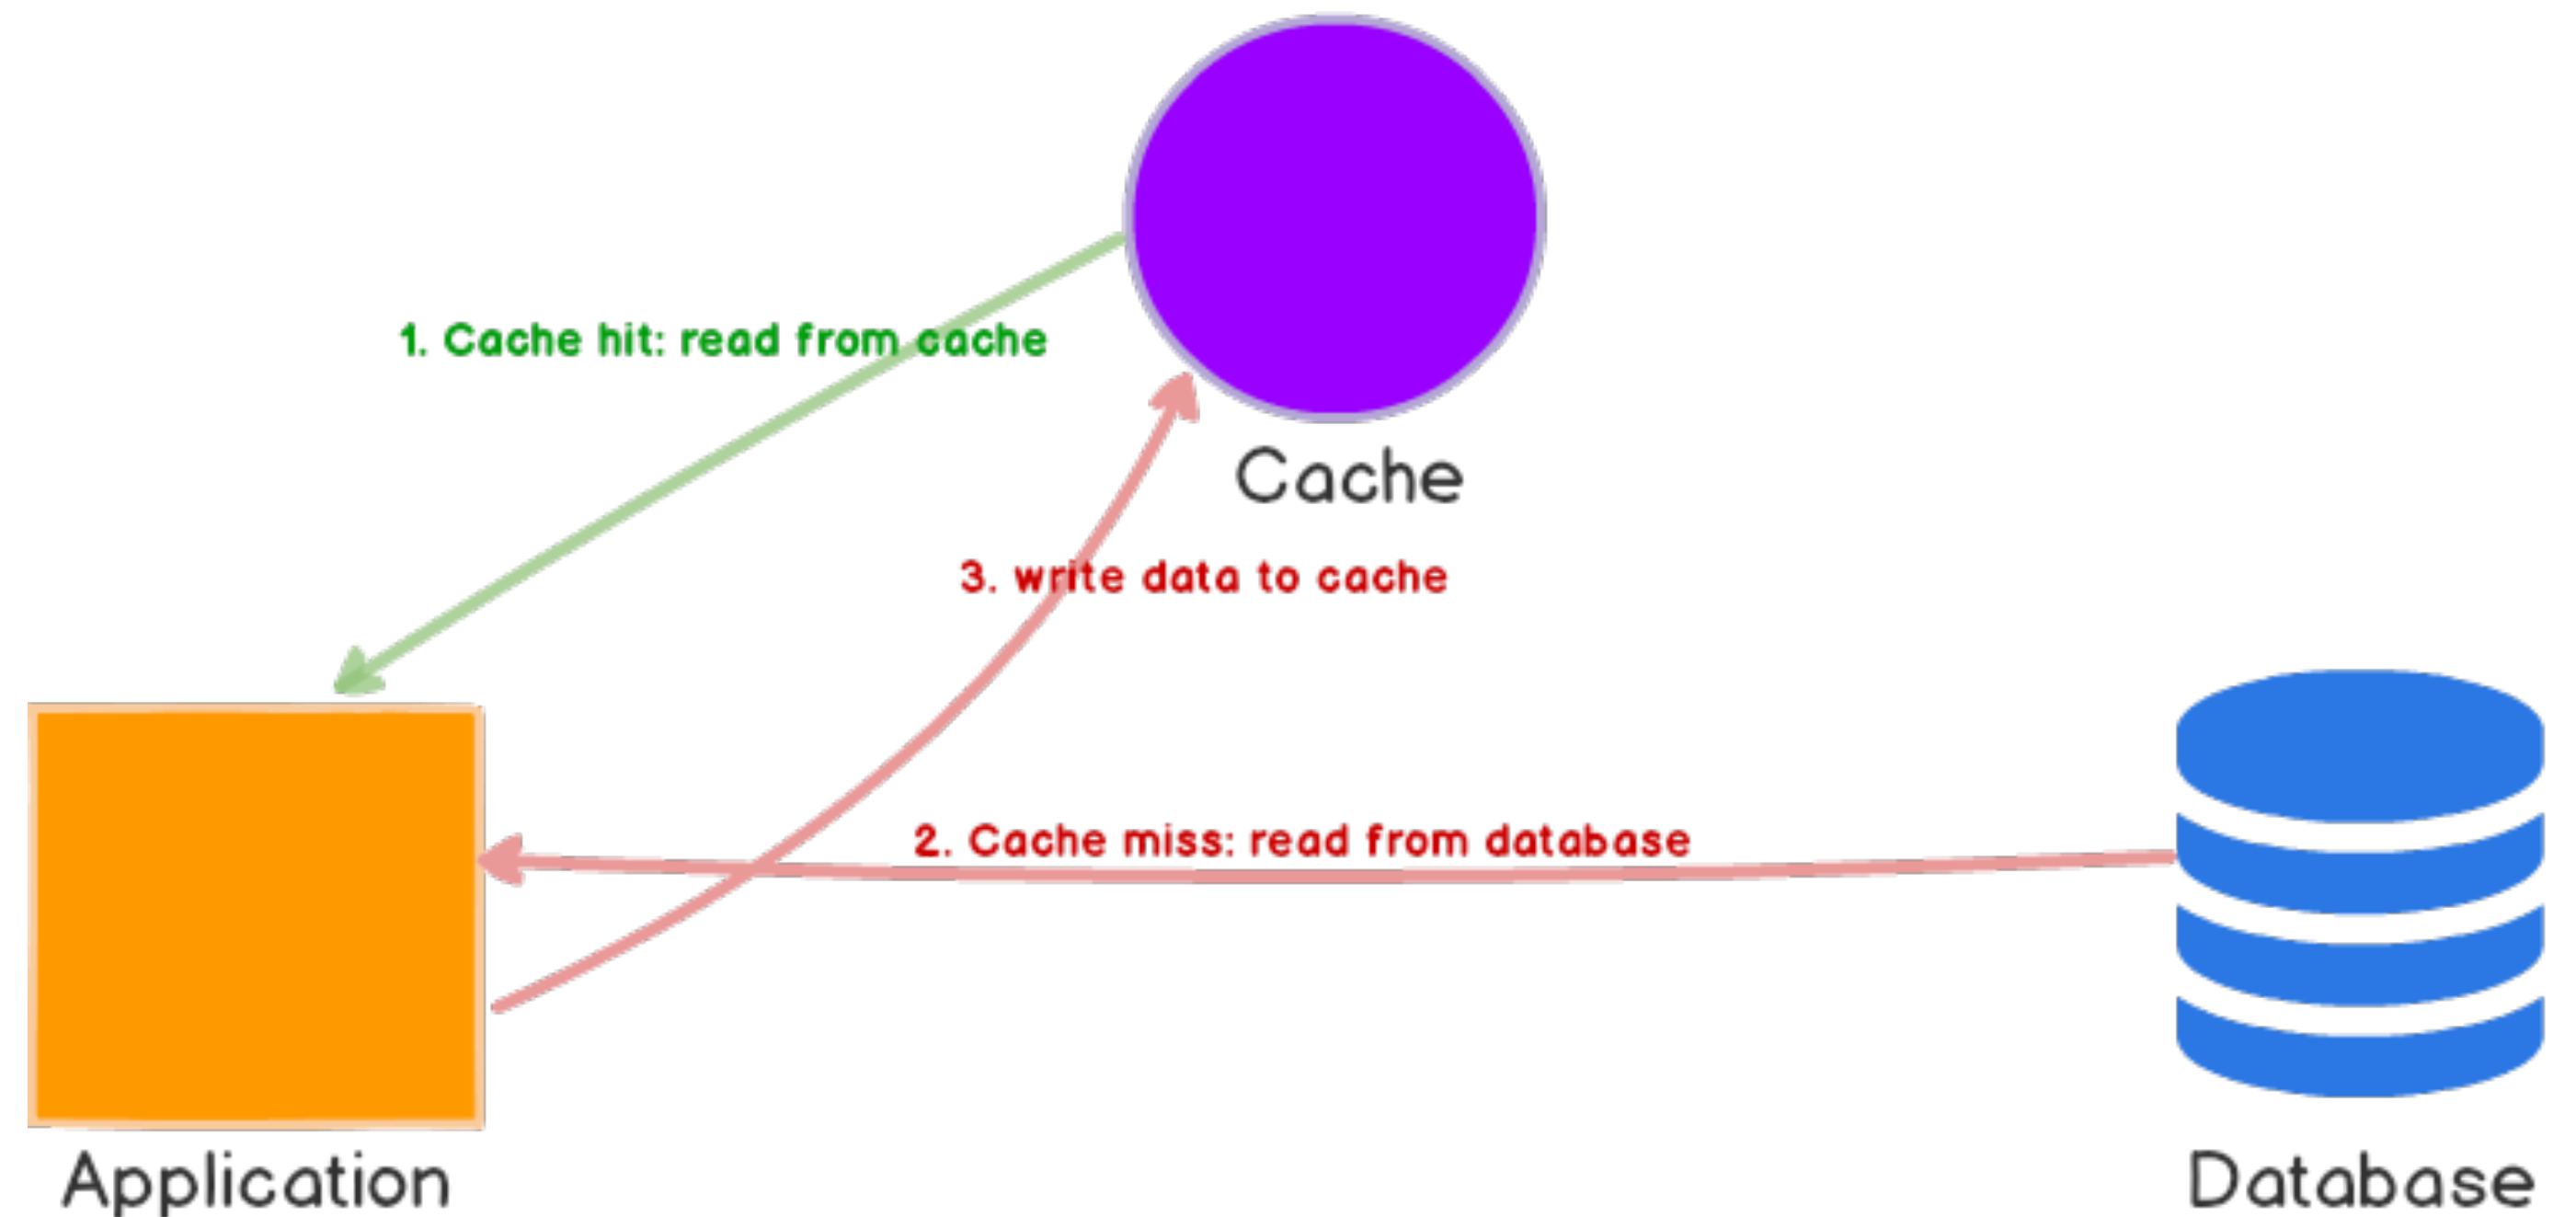 1. Cache hit: read from cache
Cache
3. write data to cache
2. Cache miss: read from database
Application
Database